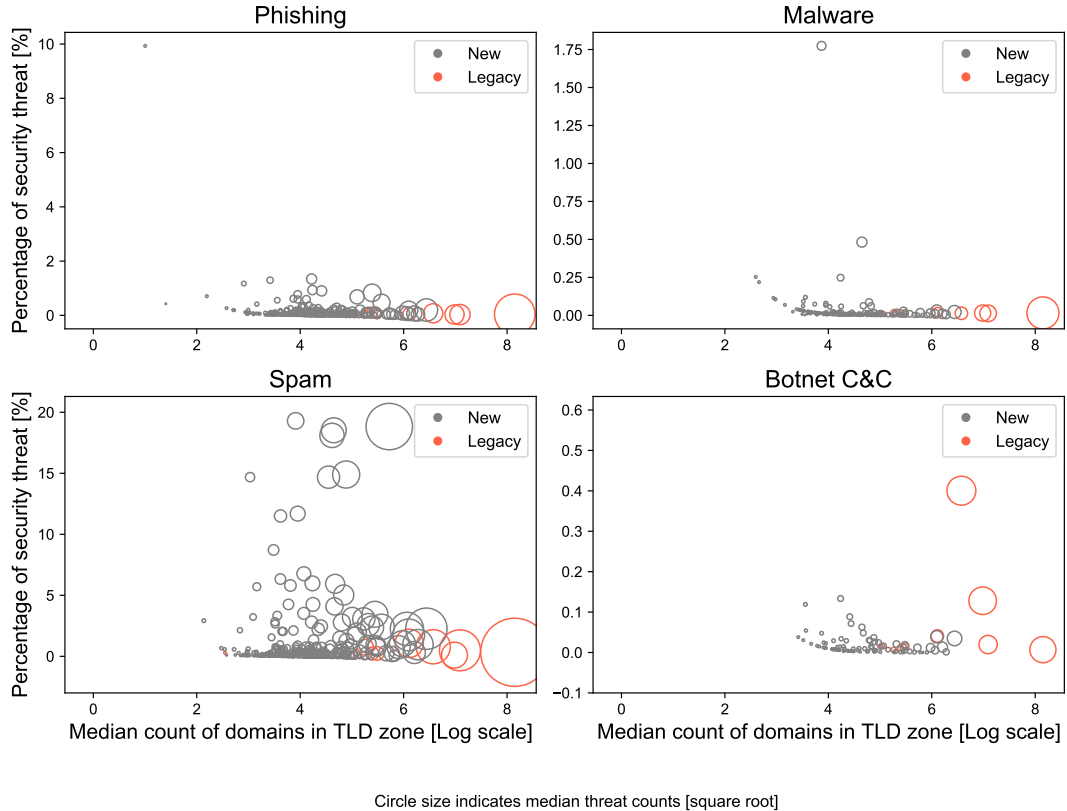 Phishing
Percentage of security threat [%]
10
8
6
4
2
0
0 2 4 6 8
New
Legacy
Malware
1.75
1.50
1.25
1.00
0.75
0.50
0.25
0.00
0 2 4 6 8
New
Legacy
Spam
Percentage of security threat [%]
20
15
10
5
0
0 2 4 6 8
Median count of domains in TLD zone [Log scale]
New
Legacy
Botnet C&C
0.6
0.5
0.4
0.3
0.2
0.1
0.0
−0.1
0 2 4 6 8
Median count of domains in TLD zone [Log scale]
New
Legacy
Circle size indicates median threat counts [square root]